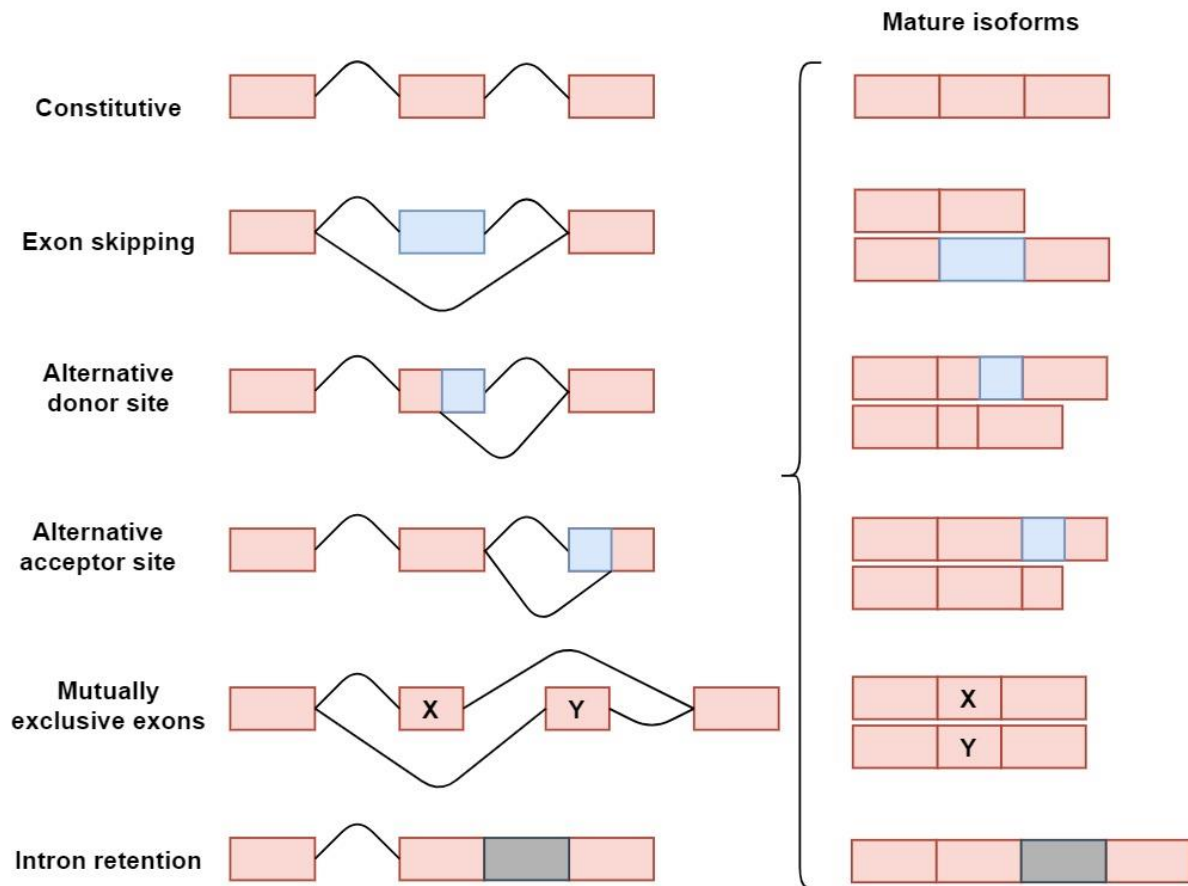 Mature isoforms
Constitutive
Exon skipping
Alternative
donor site
Alternative
acceptor site
Mutually
exclusive exons
X
Y
X
Y
Intron retention